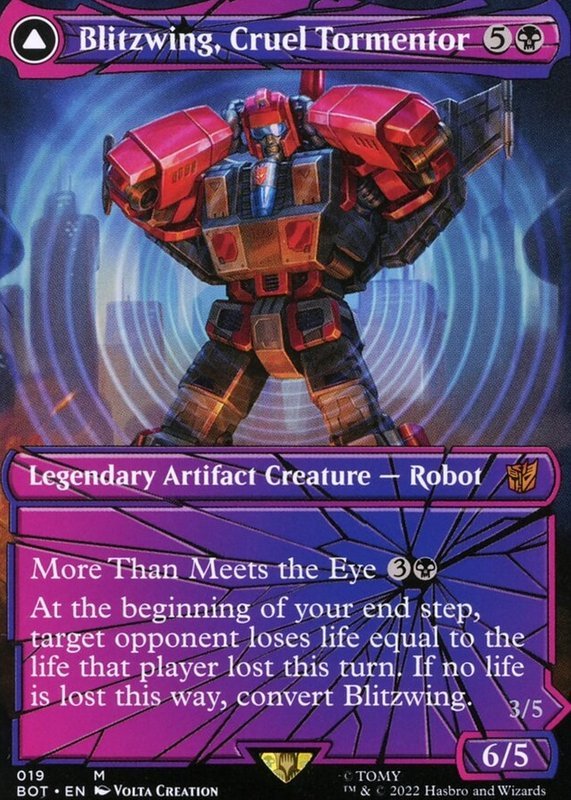 Blitzwing, Cruel Tormentor 5
Legendary Artifact Creature — Robot
More Than Meets the Eye 3
At the beginning of your end step,
target opponent loses life equal to the
life that player lost this turn. If no life
is lost this way, convert Blitzwing.
3/5
6/5
019 M
BOT • EN VOLTA CREATION
© TOMY
™ & © 2022 Hasbro and Wizards